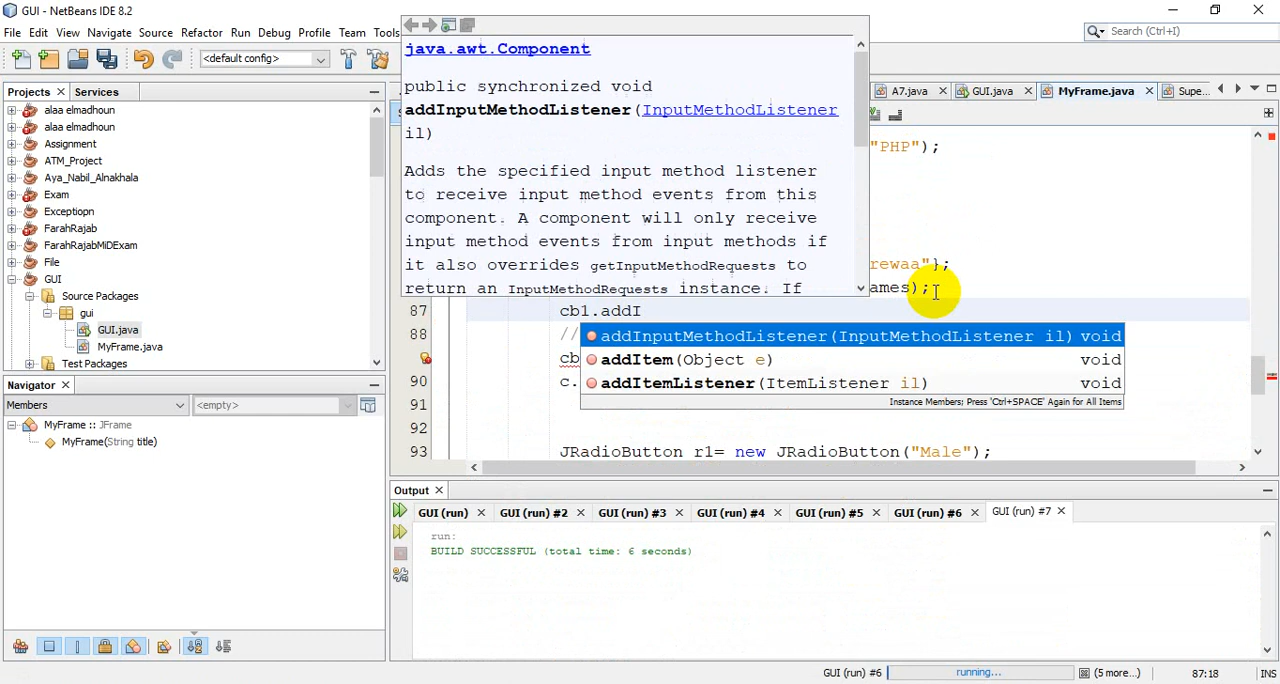 GUI - NetBeans IDE 8.2
File Edit View Navigate Source Refactor Run Debug Profile Team Tools
Search (Ctrl+I)
<default config>
Projects
Services
alaa elmadhoun
alaa elmadhoun
Assignment
ATM_Project
Aya_Nabil_Alnakhala
Exam
Exceptiopn
FarahRajab
FarahRajabMiDExam
File
GUI
Source Packages
gui
GUI.java
MyFrame.java
Test Packages
Navigator
Members
<empty>
MyFrame :: JFrame
MyFrame(String title)
java.awt.Component
public synchronized void
addInputMethodListener(InputMethodListener
il)
Adds the specified input method listener
to receive input method events from this
component. A component will only receive
input method events from input methods if
it also overrides getInputMethodRequests to
return an InputMethodRequests instance. If
A7.java GUI.java MyFrame.java Supe...
"PHP");
rewaa"};
ames);
87 cb1.addI
88 //
cb
90 c.
91
92
93 JRadioButton r1= new JRadioButton("Male");
addInputMethodListener(InputMethodListener il) void
addItem(Object e) void
addItemListener(ItemListener il) void
Instance Members; Press 'Ctrl+SPACE' Again for All Items
Output
GUI (run) GUI (run) #2 GUI (run) #3 GUI (run) #4 GUI (run) #5 GUI (run) #6 GUI (run) #7
run:
BUILD SUCCESSFUL (total time: 6 seconds)
GUI (run) #6 running... (5 more...) 87:18 INS